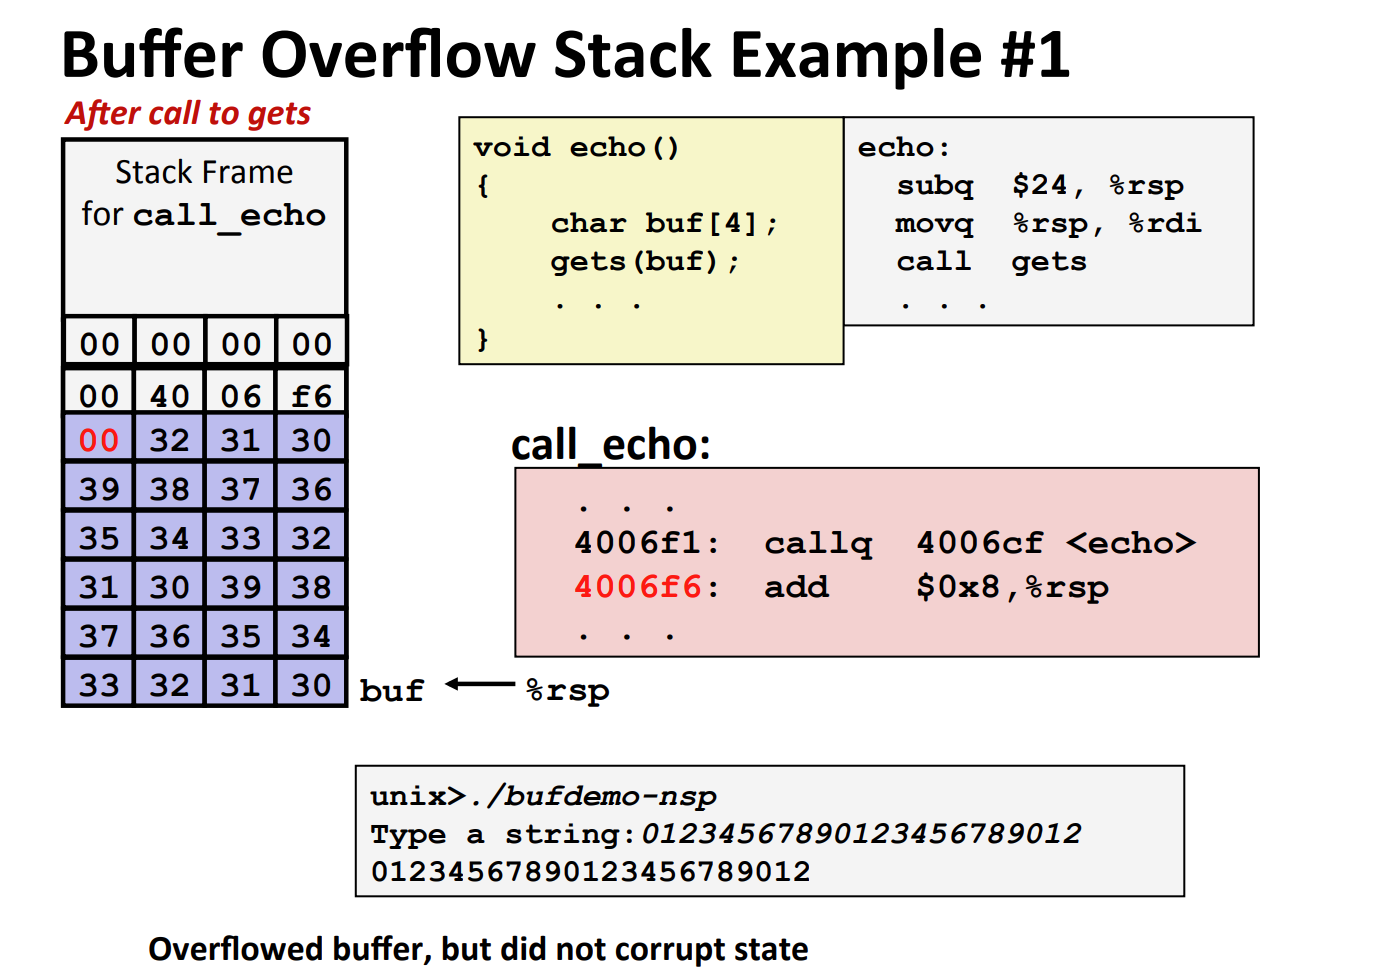 Buffer Overflow Stack Example #1
After call to gets
Stack Frame
for call_echo
00 00 00 00
00 40 06 f6
00 32 31 30
39 38 37 36
35 34 33 32
31 30 39 38
37 36 35 34
33 32 31 30
buf
%rsp
void echo()
{
    char buf[4];
    gets(buf);
    . . .
}
echo:
  subq  $24, %rsp
  movq  %rsp, %rdi
  call  gets
  . . .
call_echo:
. . .
4006f1:  callq  4006cf <echo>
4006f6:  add    $0x8,%rsp
. . .
unix>./bufdemo-nsp
Type a string:01234567890123456789012
01234567890123456789012
Overflowed buffer, but did not corrupt state